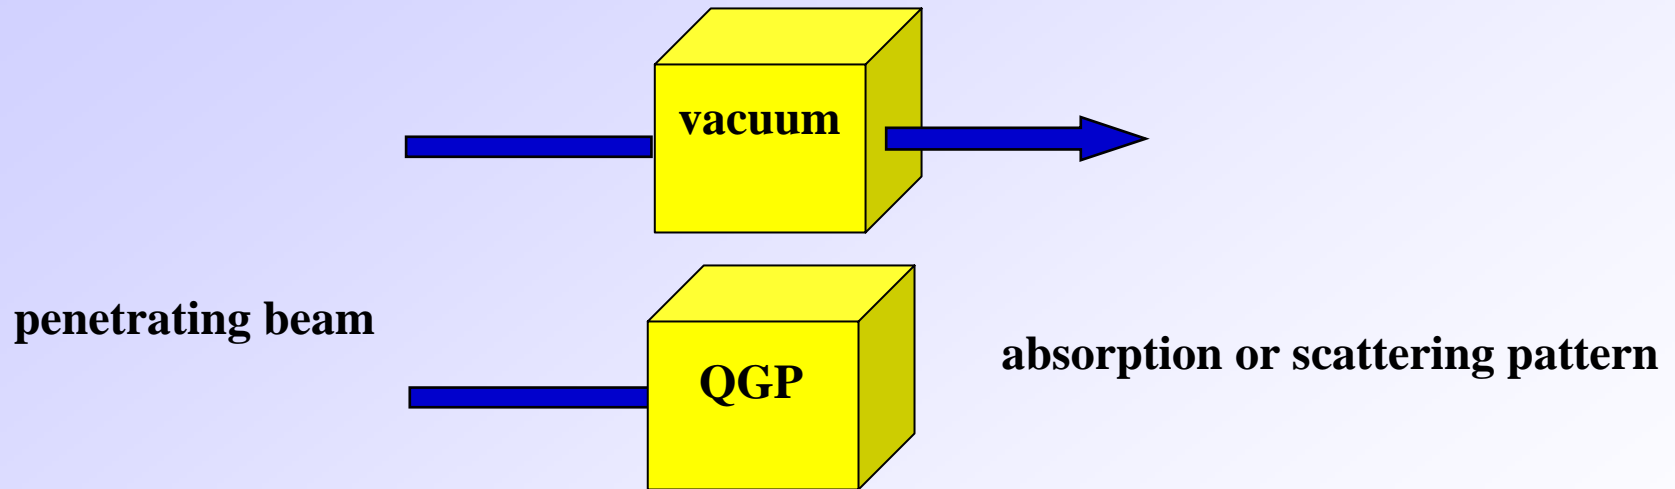 vacuum
penetrating beam
absorption or scattering pattern
QGP